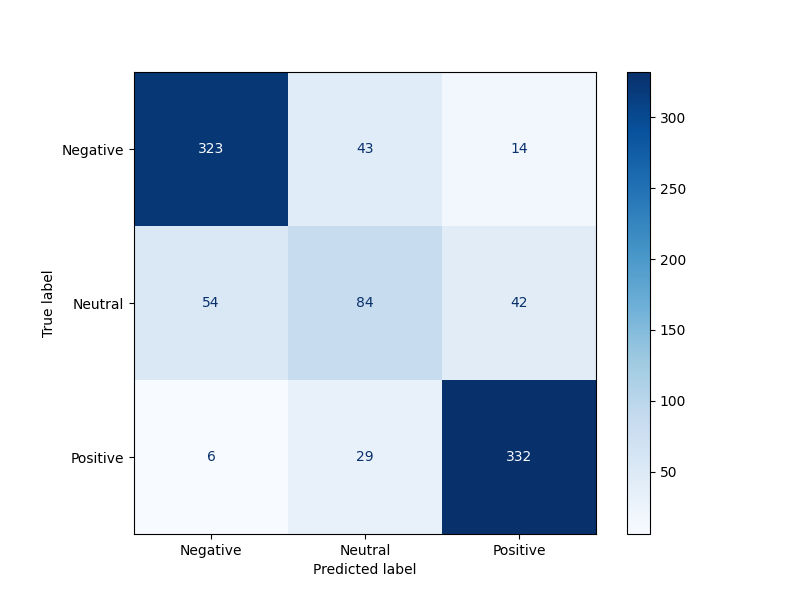 Negative 323 43 14 300
250
200
Neutral 54 84 42
True label
150
100
Positive 6 29 332 50
Negative Neutral Positive
Predicted label